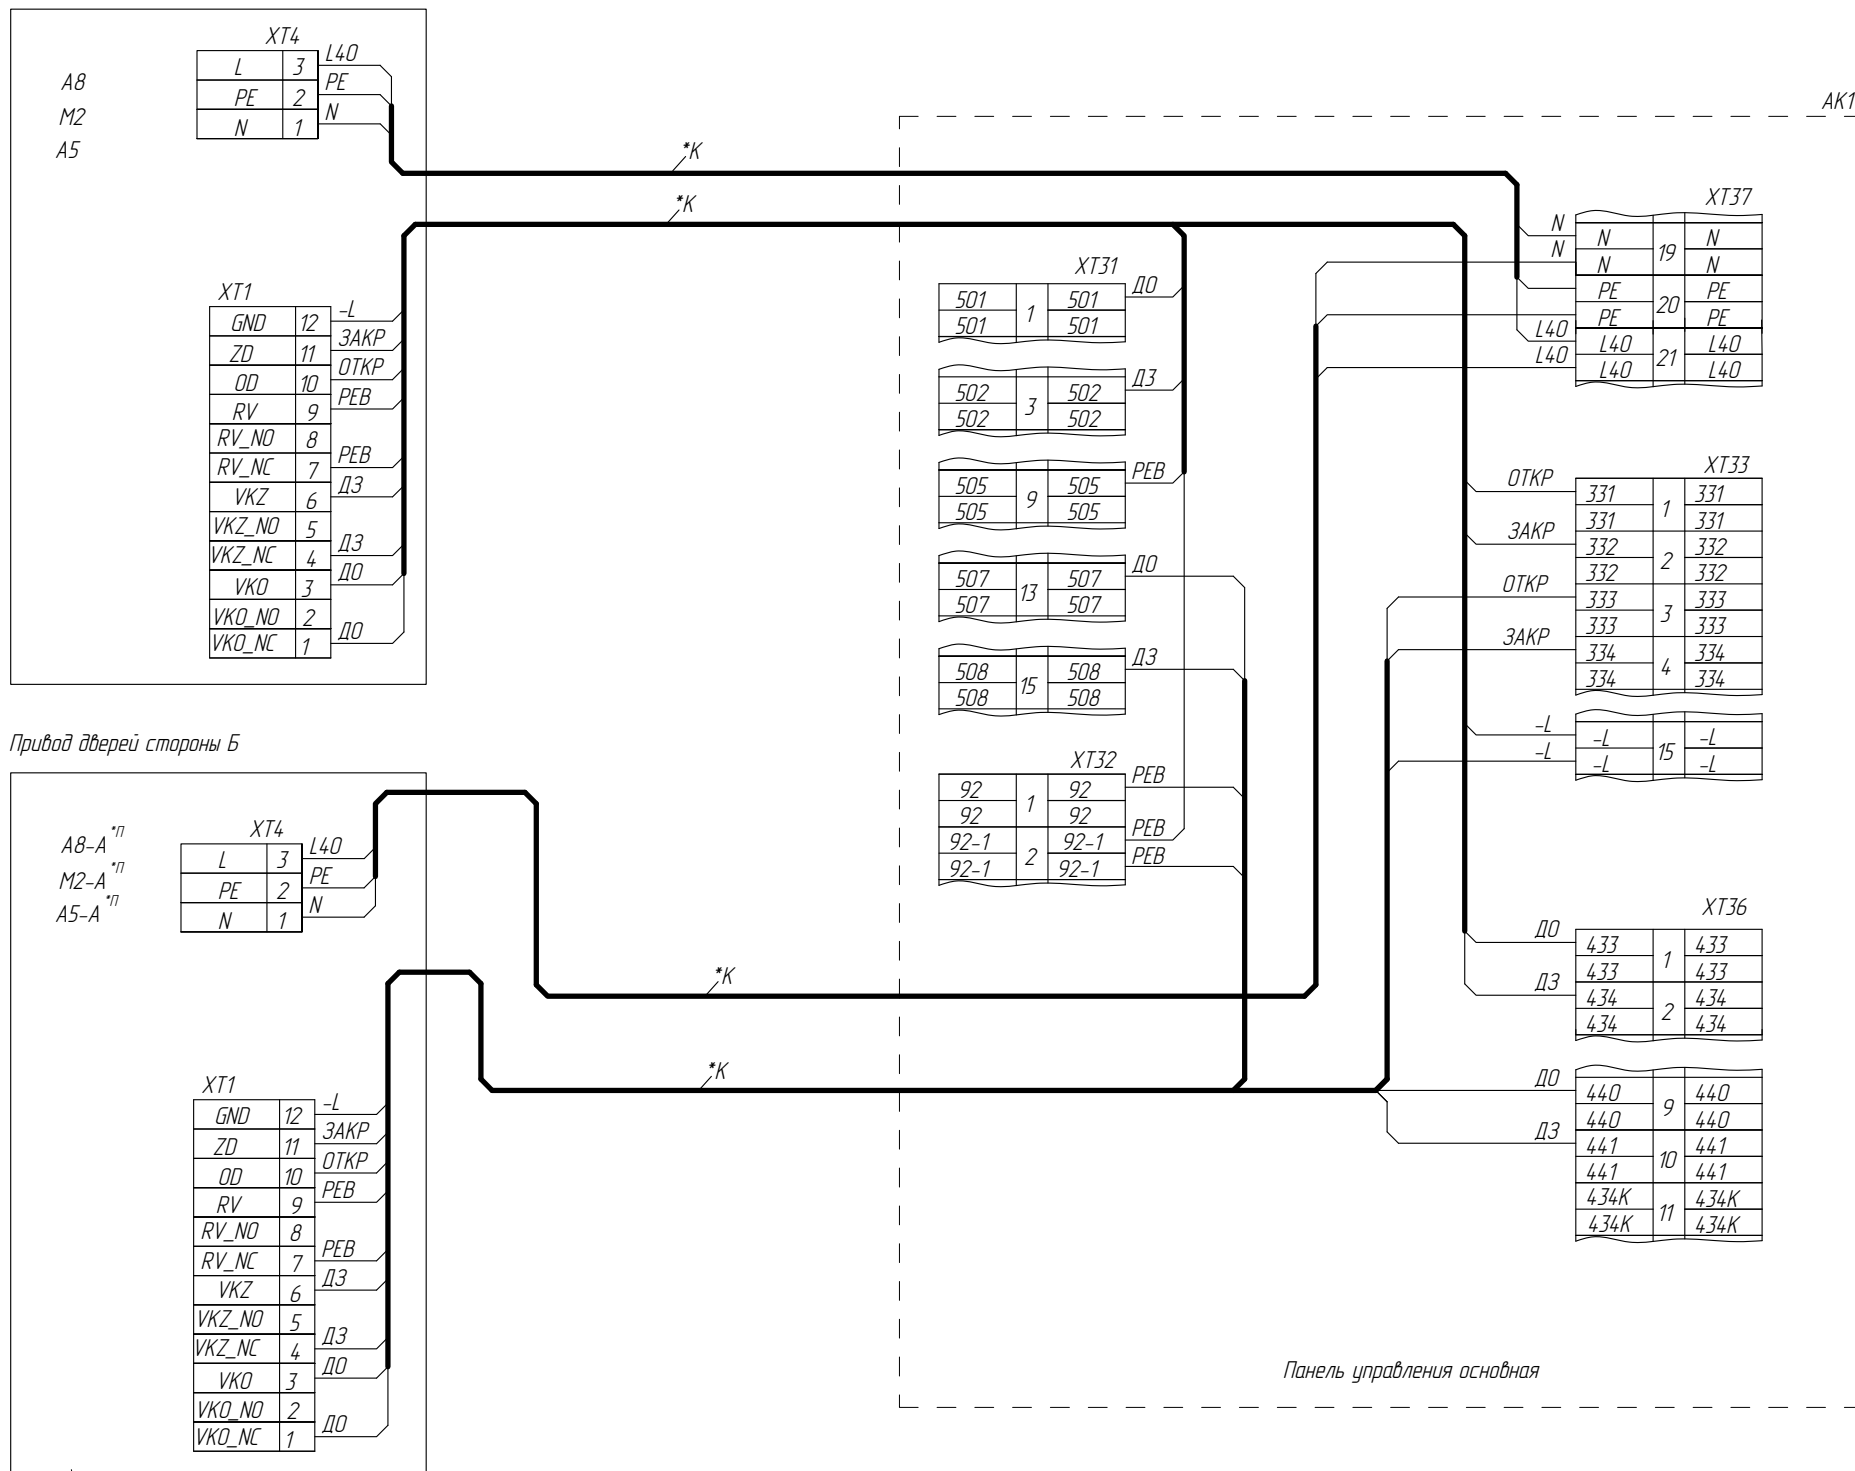 XT4
L 3 L40
PE 2 PE
N 1 N
A8
M2
A5
*К
*К
XT1
GND 12 -L
ZD 11 ЗАКР
OD 10 ОТКР
RV 9 РЕВ
RV_NO 8
RV_NC 7 РЕВ
VKZ 6 ДЗ
VKZ_NO 5
VKZ_NC 4 ДЗ
VKO 3 ДО
VKO_NO 2
VKO_NC 1 ДО
Привод дверей стороны Б
A8-A*П
M2-A*П
A5-A*П
XT4
L 3 L40
PE 2 PE
N 1 N
*К
*К
XT1
GND 12 -L
ZD 11 ЗАКР
OD 10 ОТКР
RV 9 РЕВ
RV_NO 8
RV_NC 7 РЕВ
VKZ 6 ДЗ
VKZ_NO 5
VKZ_NC 4 ДЗ
VKO 3 ДО
VKO_NO 2
VKO_NC 1 ДО
АК1
XT31
501 1 501 ДО
501 501
502 3 502 ДЗ
502 502
505 9 505 РЕВ
505 505
507 13 507 ДО
507 507
508 15 508 ДЗ
508 508
XT32
92 1 92 РЕВ
92 92
92-1 2 92-1 РЕВ
92-1 92-1 РЕВ
XT37
N N 19 N
N N N
PE 20 PE
PE PE
L40 L40 21 L40
L40 L40 L40
XT33
ОТКР 331 1 331
331 331
ЗАКР 332 2 332
332 332
ОТКР 333 3 333
333 333
ЗАКР 334 4 334
334 334
-L -L 15 -L
-L -L -L
XT36
ДО 433 1 433
433 433
ДЗ 434 2 434
434 434
ДО 440 9 440
440 440
ДЗ 441 10 441
441 441
434К 11 434К
434К 434К
Панель управления основная